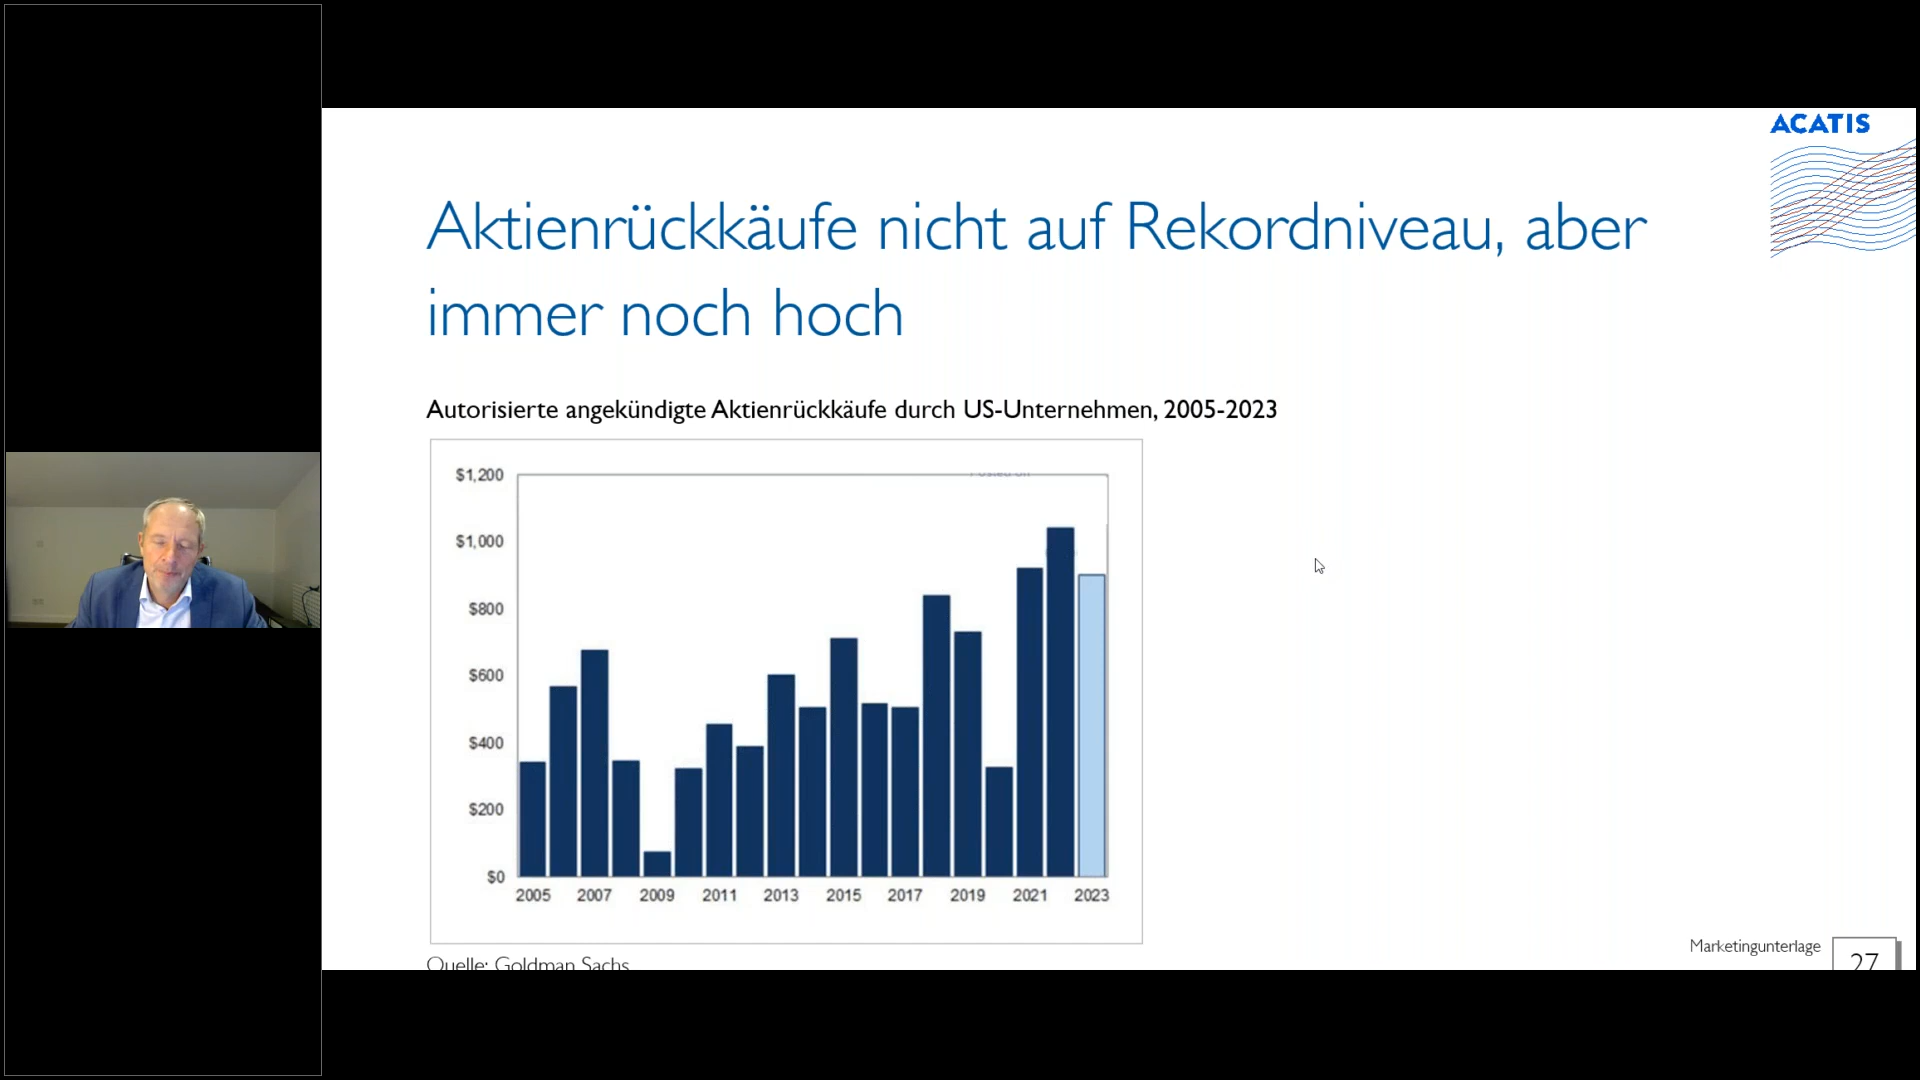 ACATIS
Aktienrückkäufe nicht auf Rekordniveau, aber
immer noch hoch
Autorisierte angekündigte Aktienrückkäufe durch US-Unternehmen, 2005-2023
$1,200
$1,000
$800
$600
$400
$200
$0
2005 2007 2009 2011 2013 2015 2017 2019 2021 2023
Quelle: Goldman Sachs
Marketingunterlage
27